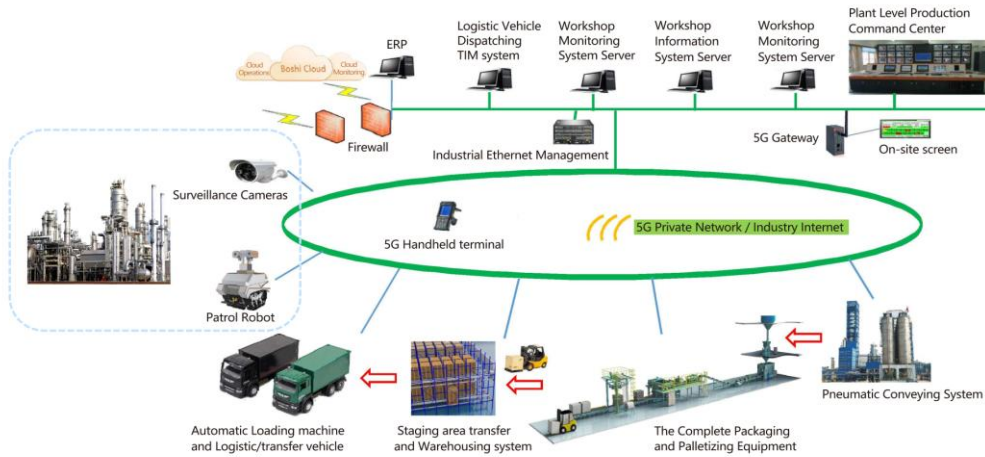 Cloud
Operations
Boshi Cloud
Cloud
Monitoring
ERP
Logistic Vehicle
Dispatching
TIM system
Workshop
Monitoring
System Server
Workshop
Information
System Server
Workshop
Monitoring
System Server
Plant Level Production
Command Center
Firewall
Industrial Ethernet Management
5G Gateway
On-site screen
Surveillance Cameras
5G Handheld terminal
5G Private Network / Industry Internet
Patrol Robot
Automatic Loading machine
and Logistic/transfer vehicle
Staging area transfer
and Warehousing system
The Complete Packaging
and Palletizing Equipment
Pneumatic Conveying System